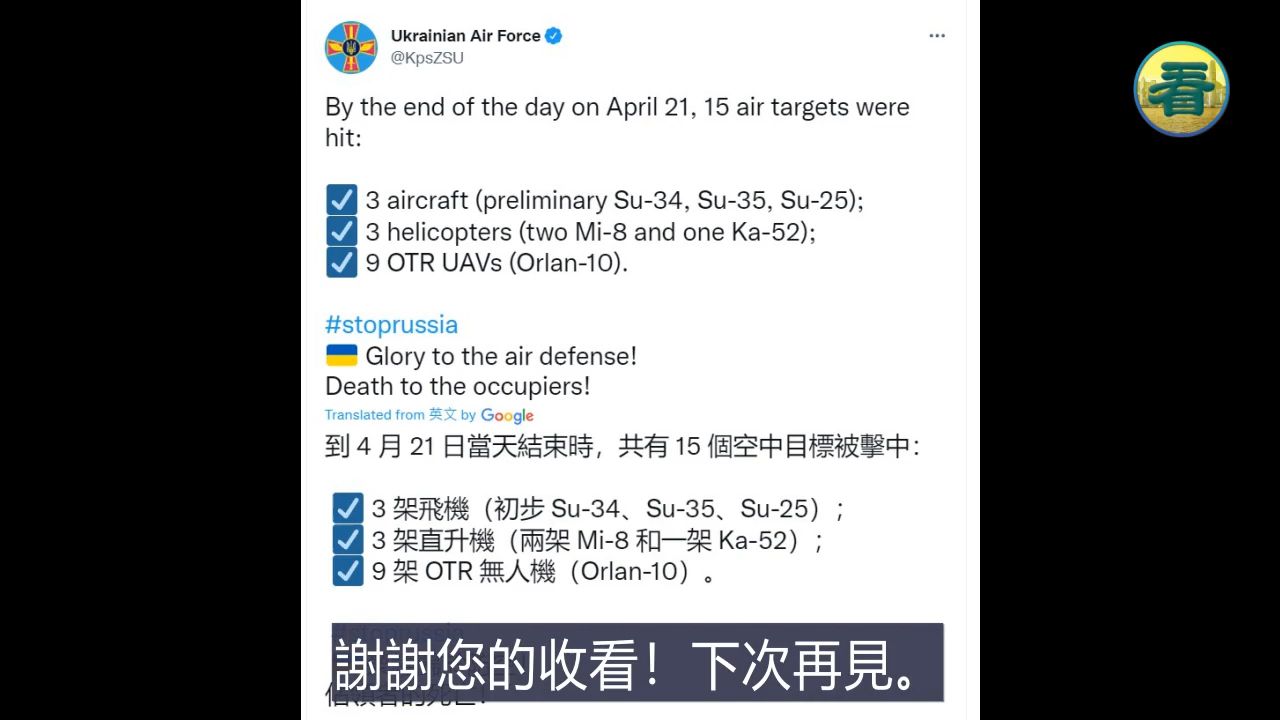 Ukrainian Air Force
@KpsZSU
看
By the end of the day on April 21, 15 air targets were
hit:
3 aircraft (preliminary Su-34, Su-35, Su-25);
3 helicopters (two Mi-8 and one Ka-52);
9 OTR UAVs (Orlan-10).
#stoprussia
Glory to the air defense!
Death to the occupiers!
Translated from 英文 by Google
到 4 月 21 日當天結束時，共有 15 個空中目標被擊中：
3 架飛機（初步 Su-34、Su-35、Su-25）；
3 架直升機（兩架 Mi-8 和一架 Ka-52）；
9 架 OTR 無人機（Orlan-10）。
#stoprussia
謝謝您的收看！下次再見。